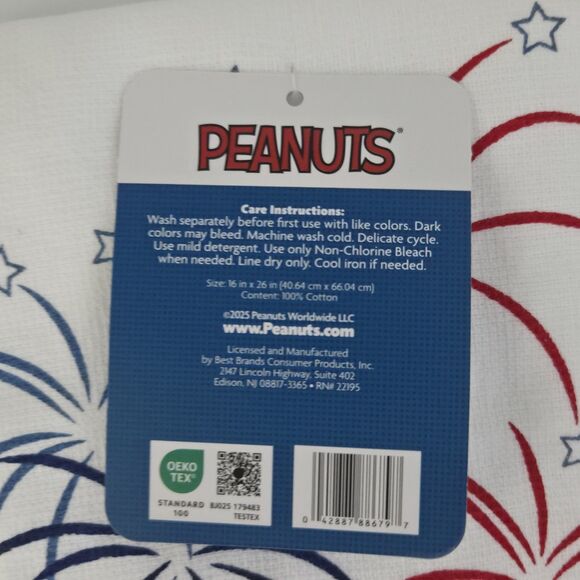 PEANUTS®
Care Instructions:
Wash separately before first use with like colors. Dark
colors may bleed. Machine wash cold. Delicate cycle.
Use mild detergent. Use only Non-Chlorine Bleach
when needed. Line dry only. Cool iron if needed.
Size: 16 in x 26 in (40.64 cm x 66.04 cm)
Content: 100% Cotton
©2025 Peanuts Worldwide LLC
www.Peanuts.com
Licensed and Manufactured
by Best Brands Consumer Products, Inc.
2147 Lincoln Highway, Suite 402
Edison, NJ 08817-3365 • RN# 22195
OEKO
TEX®
STANDARD
100
8J025 179483
TESTEX
0 42887 88679 7